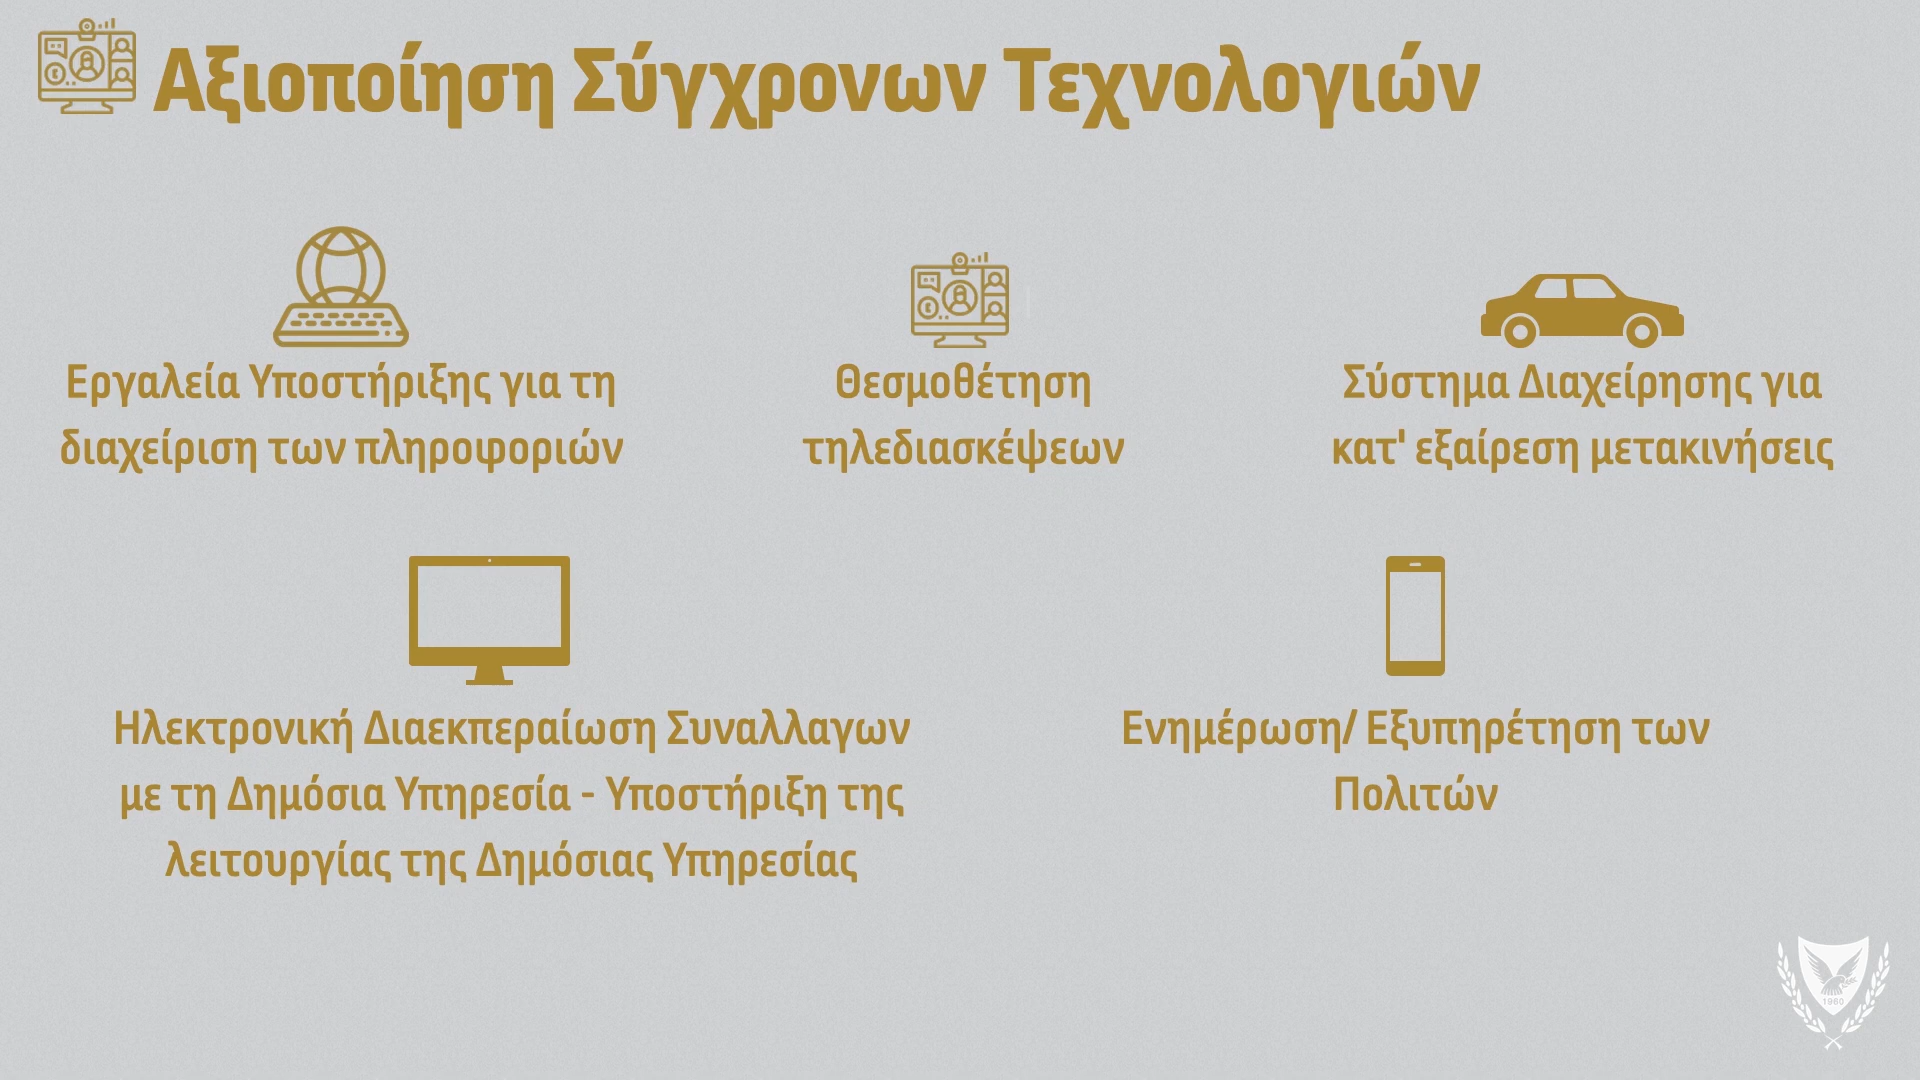 Αξιοποίηση Σύγχρονων Τεχνολογιών
Εργαλεία Υποστήριξης για τη
διαχείριση των πληροφοριών
Θεσμοθέτηση
τηλεδιασκέψεων
Σύστημα Διαχείρησης για
κατ' εξαίρεση μετακινήσεις
Ηλεκτρονική Διαεκπεραίωση Συναλλαγων
με τη Δημόσια Υπηρεσία - Υποστήριξη της
λειτουργίας της Δημόσιας Υπηρεσίας
Ενημέρωση/ Εξυπηρέτηση των
Πολιτών
1960